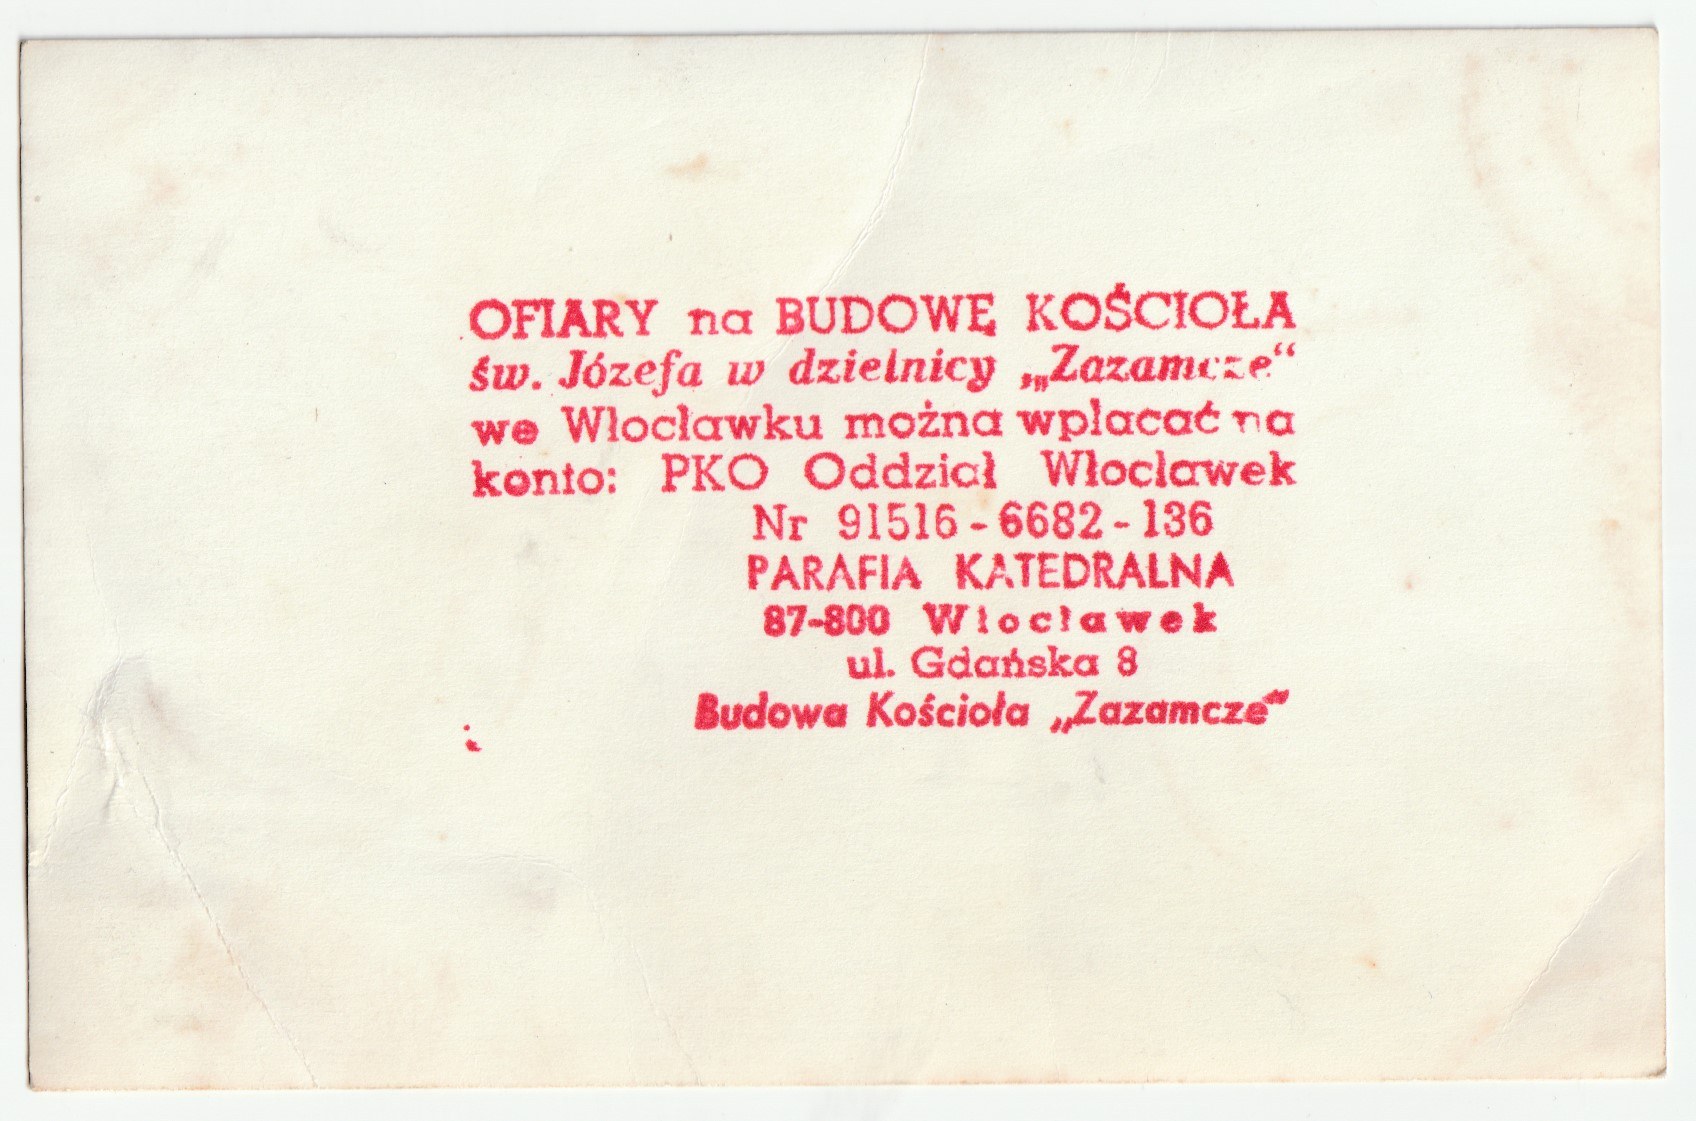 OFIARY na BUDOWĘ KOŚCIOŁA
św. Józefa w dzielnicy „Zazamcze“
we Włocławku można wpłacać na
konto: PKO Oddział Włocławek
Nr 91516-6682-136
PARAFIA KATEDRALNA
87-800 Włocławek
ul. Gdańska 8
Budowa Kościoła „Zazamcze“